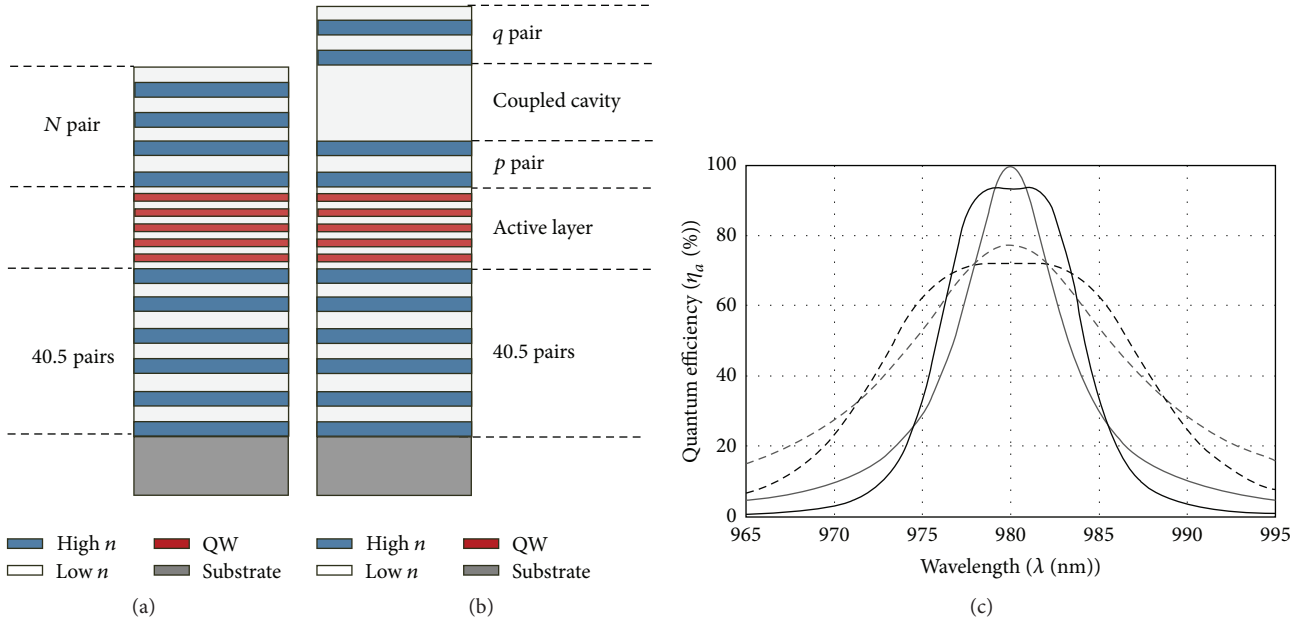 N pair
40.5 pairs
High n
QW
Low n
Substrate
(a)
q pair
Coupled cavity
p pair
Active layer
40.5 pairs
High n
QW
Low n
Substrate
(b)
Quantum efficiency (ηa (%))
100
80
60
40
20
0
965 970 975 980 985 990 995
Wavelength (λ (nm))
(c)